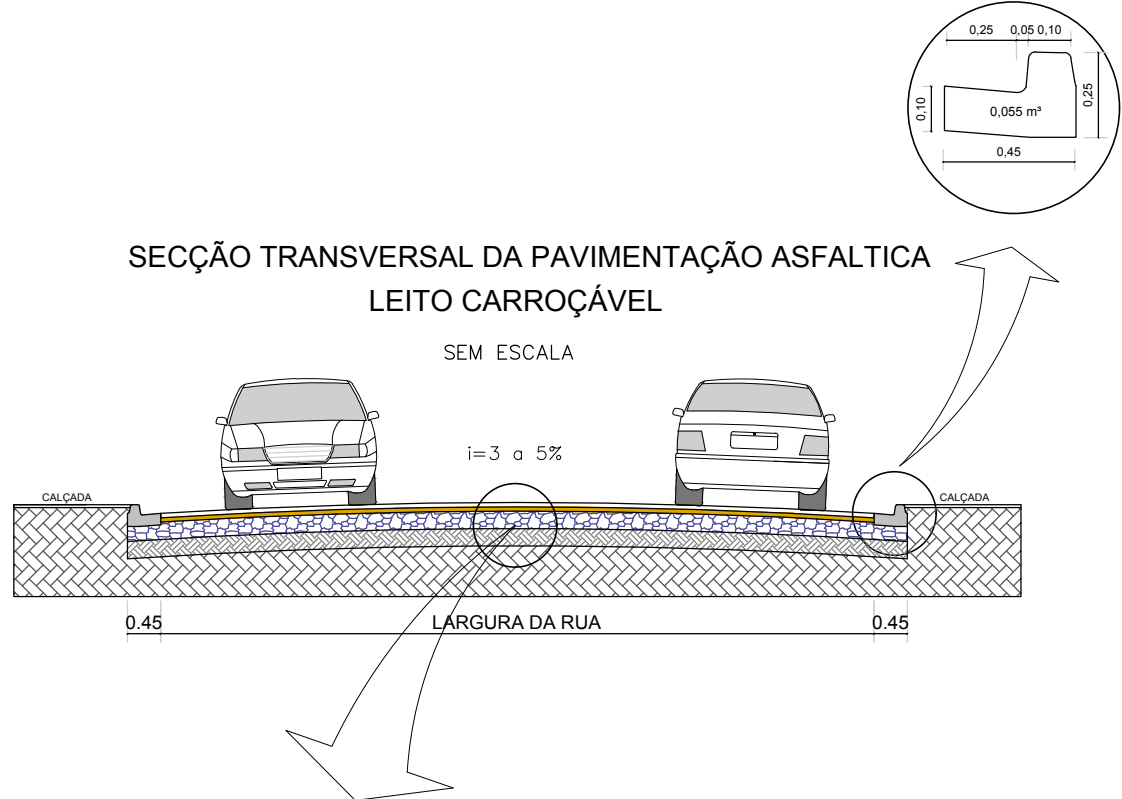 0,25 0,05 0,10
0,10
0,055 m³
0,25
0,45
SECÇÃO TRANSVERSAL DA PAVIMENTAÇÃO ASFALTICA
LEITO CARROÇÁVEL
SEM ESCALA
i=3 a 5%
CALÇADA
CALÇADA
0.45 LARGURA DA RUA 0.45